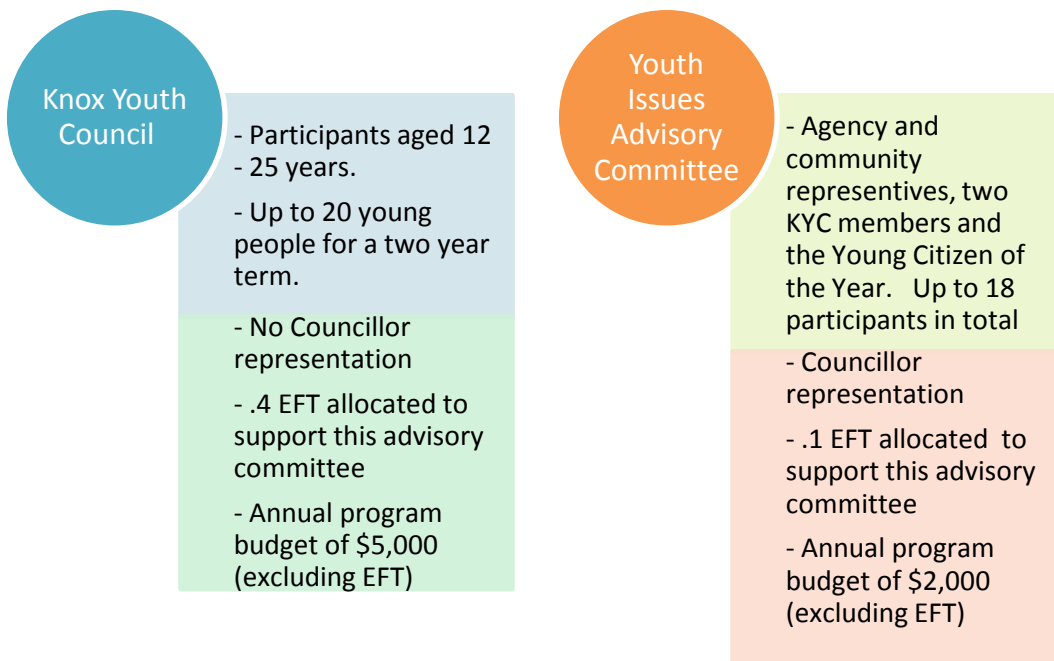 Knox Youth
Council
- Participants aged 12
- 25 years.
- Up to 20 young
people for a two year
term.
- No Councillor
representation
- .4 EFT allocated to
support this advisory
committee
- Annual program
budget of $5,000
(excluding EFT)
Youth
Issues
Advisory
Committee
- Agency and
community
representives, two
KYC members and
the Young Citizen of
the Year.   Up to 18
participants in total
- Councillor
representation
- .1 EFT allocated  to
support this advisory
committee
- Annual program
budget of $2,000
(excluding EFT)